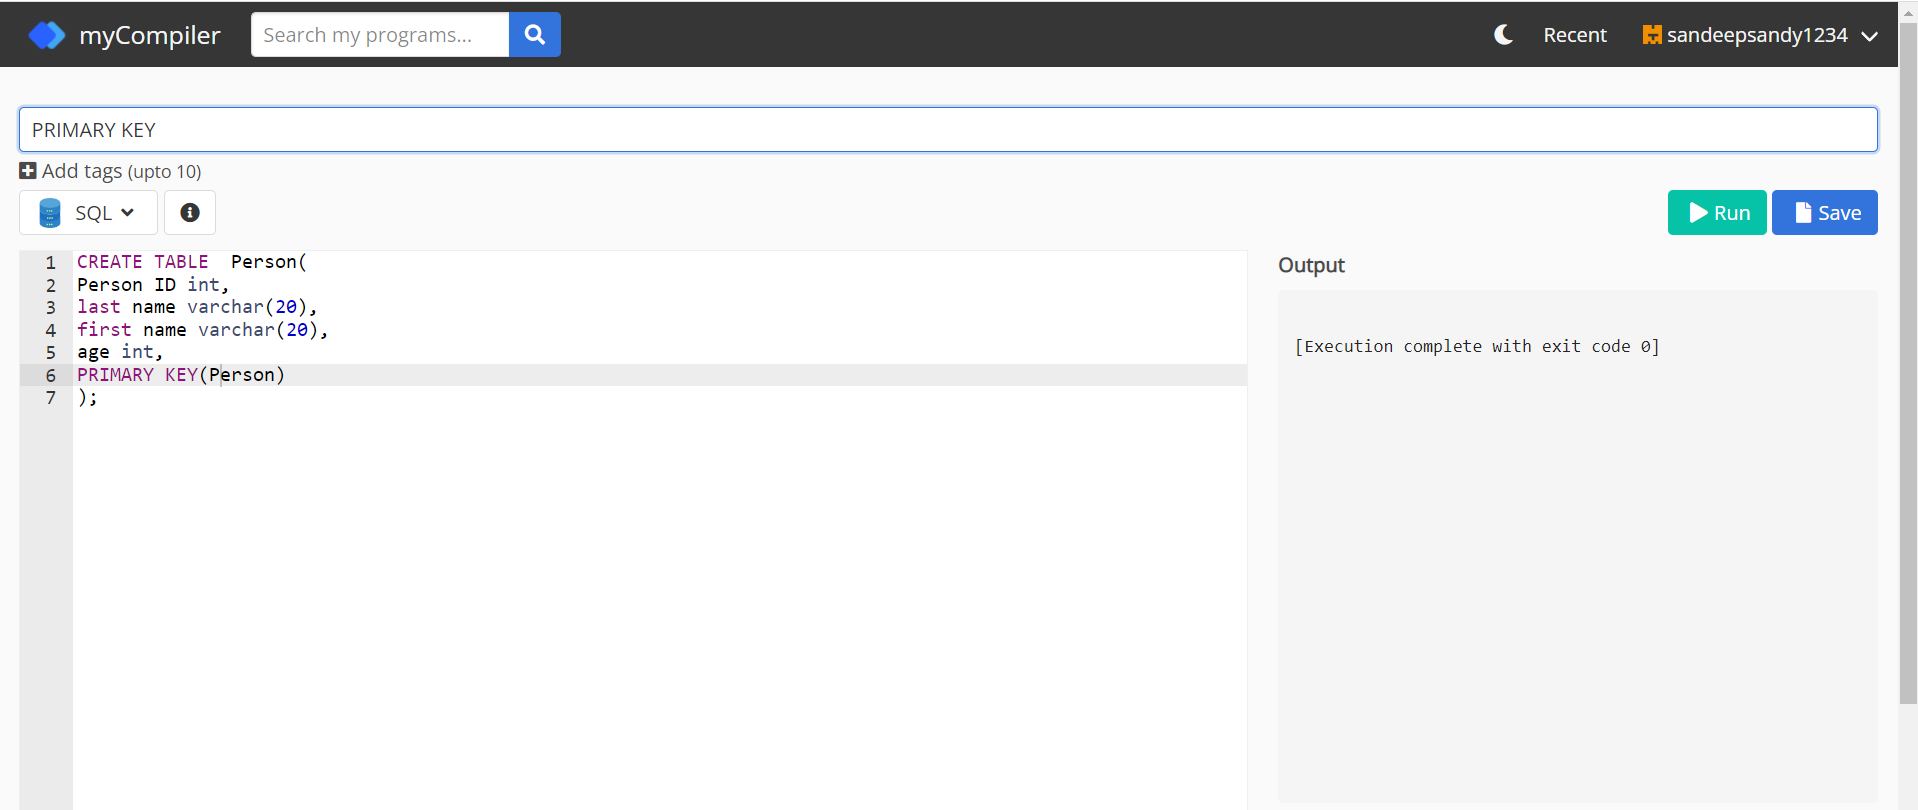 myCompiler
Search my programs...
Recent
sandeepsandy1234
PRIMARY KEY
Add tags (upto 10)
SQL
Run
Save
1 CREATE TABLE  Person(
2 Person ID int,
3 last name varchar(20),
4 first name varchar(20),
5 age int,
6 PRIMARY KEY(Person)
7 );
Output
[Execution complete with exit code 0]